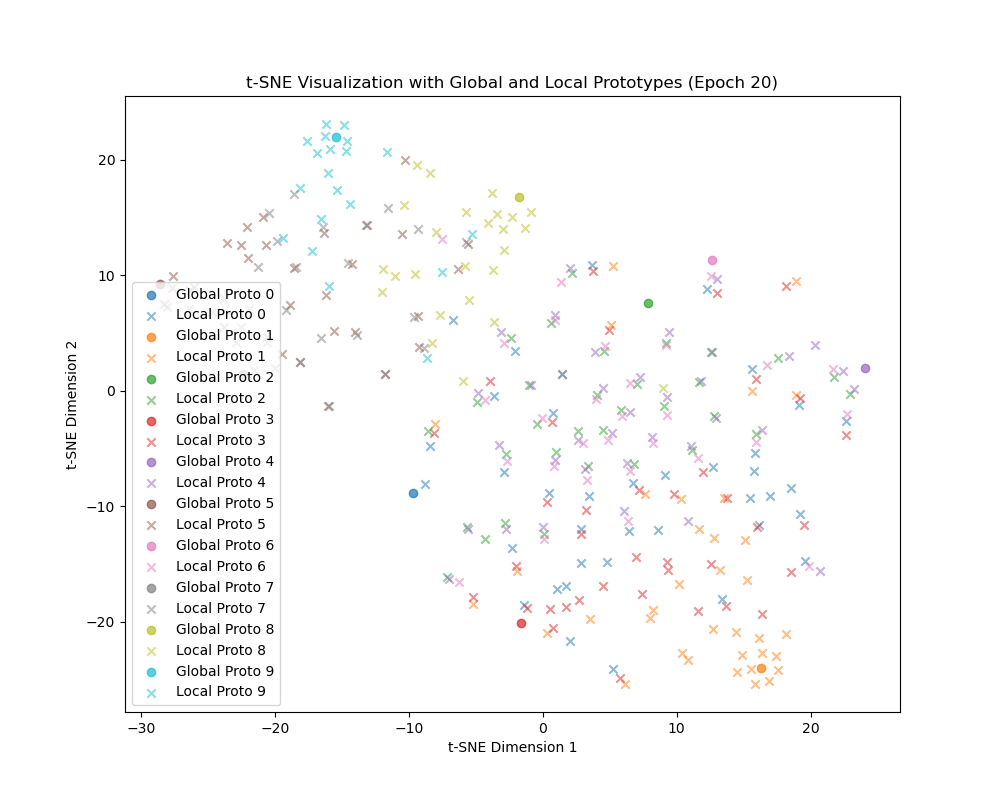 t-SNE Visualization with Global and Local Prototypes (Epoch 20)
t-SNE Dimension 2
20
10
0
−10
−20
Global Proto 0
Local Proto 0
Global Proto 1
Local Proto 1
Global Proto 2
Local Proto 2
Global Proto 3
Local Proto 3
Global Proto 4
Local Proto 4
Global Proto 5
Local Proto 5
Global Proto 6
Local Proto 6
Global Proto 7
Local Proto 7
Global Proto 8
Local Proto 8
Global Proto 9
Local Proto 9
−30 −20 −10 0 10 20
t-SNE Dimension 1